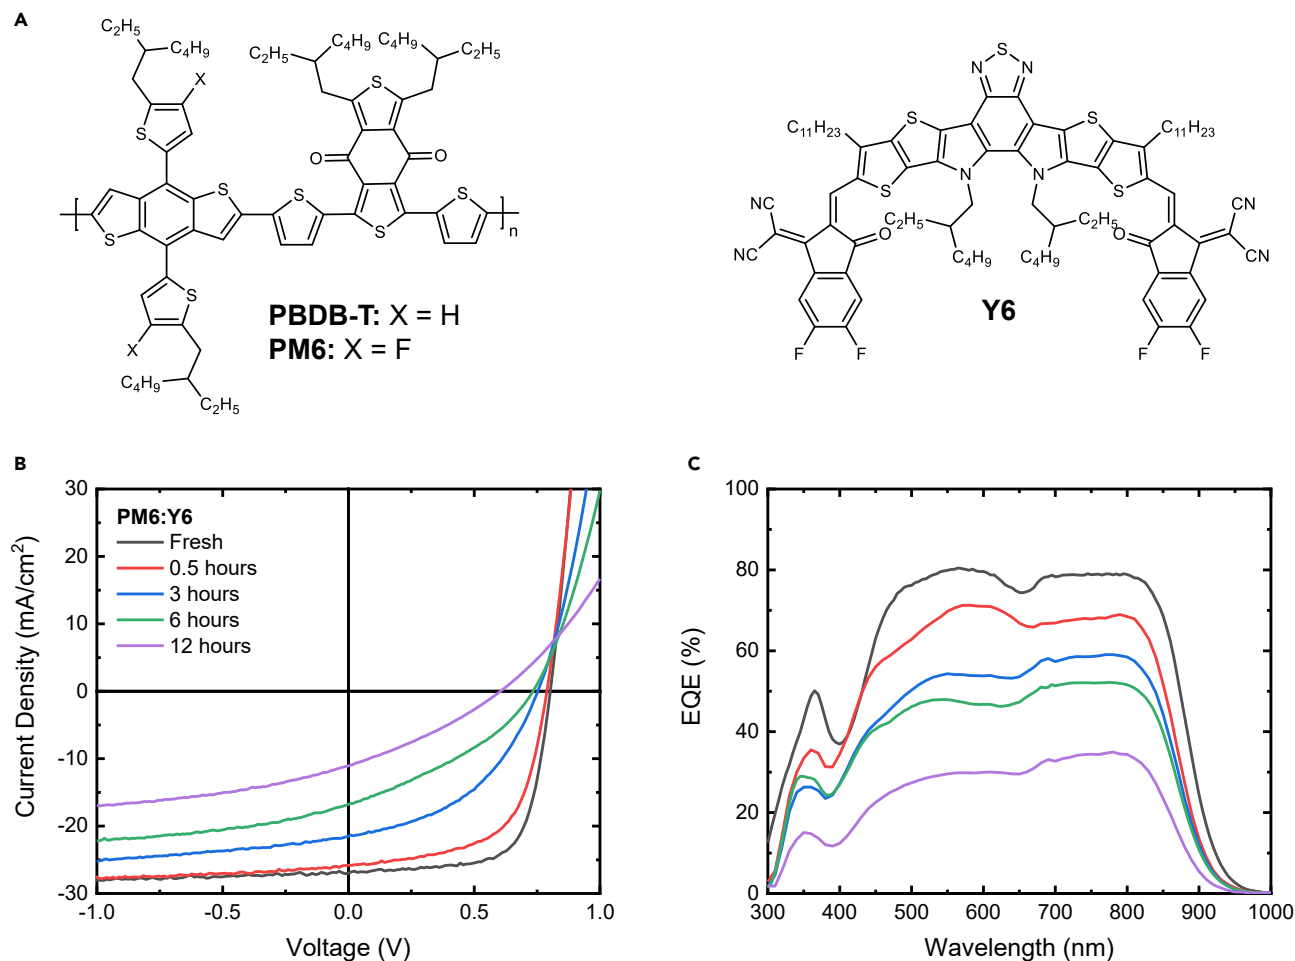 A
C2H5
C4H9
X
S
S
S
X
C4H9
C2H5
S
C2H5
C4H9
C4H9
C2H5
S
O
O
S
S
n
PBDB-T: X = H
PM6: X = F
S
N
N
S
S
C11H23
C11H23
S
S
N
N
NC
NC
C2H5
O
C4H9
C2H5
O
C4H9
CN
CN
F
F
F
F
Y6
B
PM6:Y6
Fresh
0.5 hours
3 hours
6 hours
12 hours
Current Density (mA/cm2)
30
20
10
0
-10
-20
-30
-1.0
-0.5
0.0
0.5
1.0
Voltage (V)
C
EQE (%)
100
80
60
40
20
0
300
400
500
600
700
800
900
1000
Wavelength (nm)